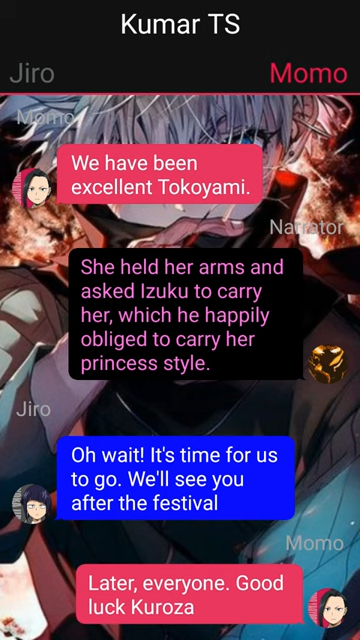 Kumar TS
Jiro
Momo
Momo
We have been
excellent Tokoyami.
Narrator
She held her arms and
asked Izuku to carry
her, which he happily
obliged to carry her
princess style.
Jiro
Oh wait! It's time for us
to go. We'll see you
after the festival
Momo
Later, everyone. Good
luck Kuroza